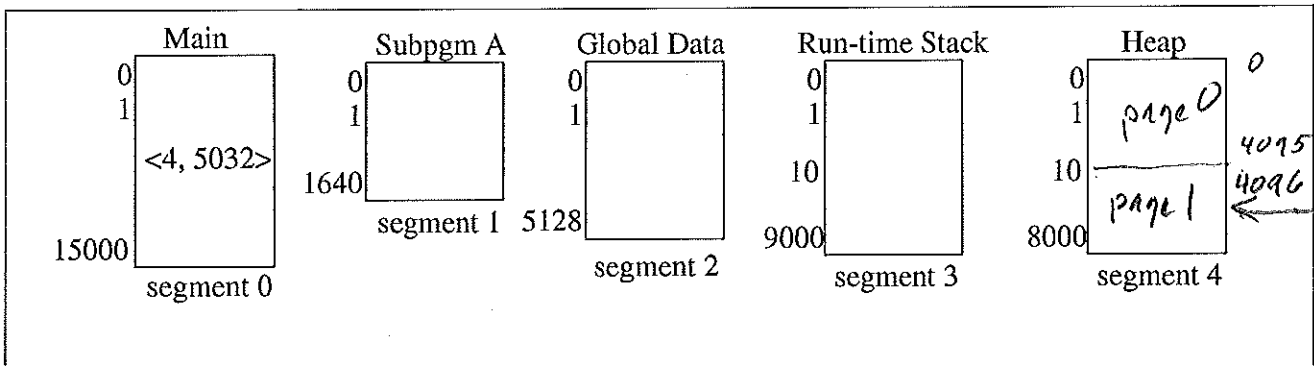 Main
0
1
<4, 5032>
15000
segment 0
Subpgm A
0
1
1640
segment 1
Global Data
0
1
5128
segment 2
Run-time Stack
0
1
10
9000
segment 3
Heap
0
0
1
page 0
4095
10
4096
page 1
8000
segment 4